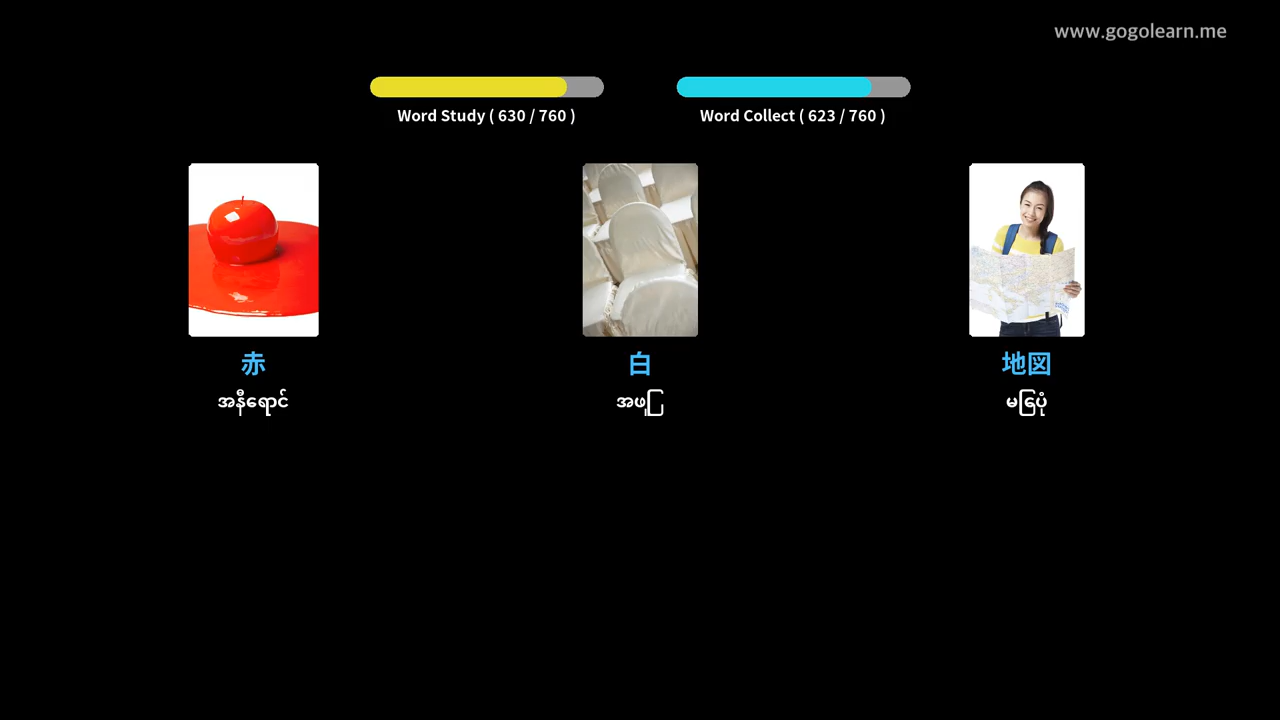 www.gogolearn.me
Word Study ( 630 / 760 )
Word Collect ( 623 / 760 )
赤
白
地図
အနီရောင်
အဖြူ
မြေပုံ